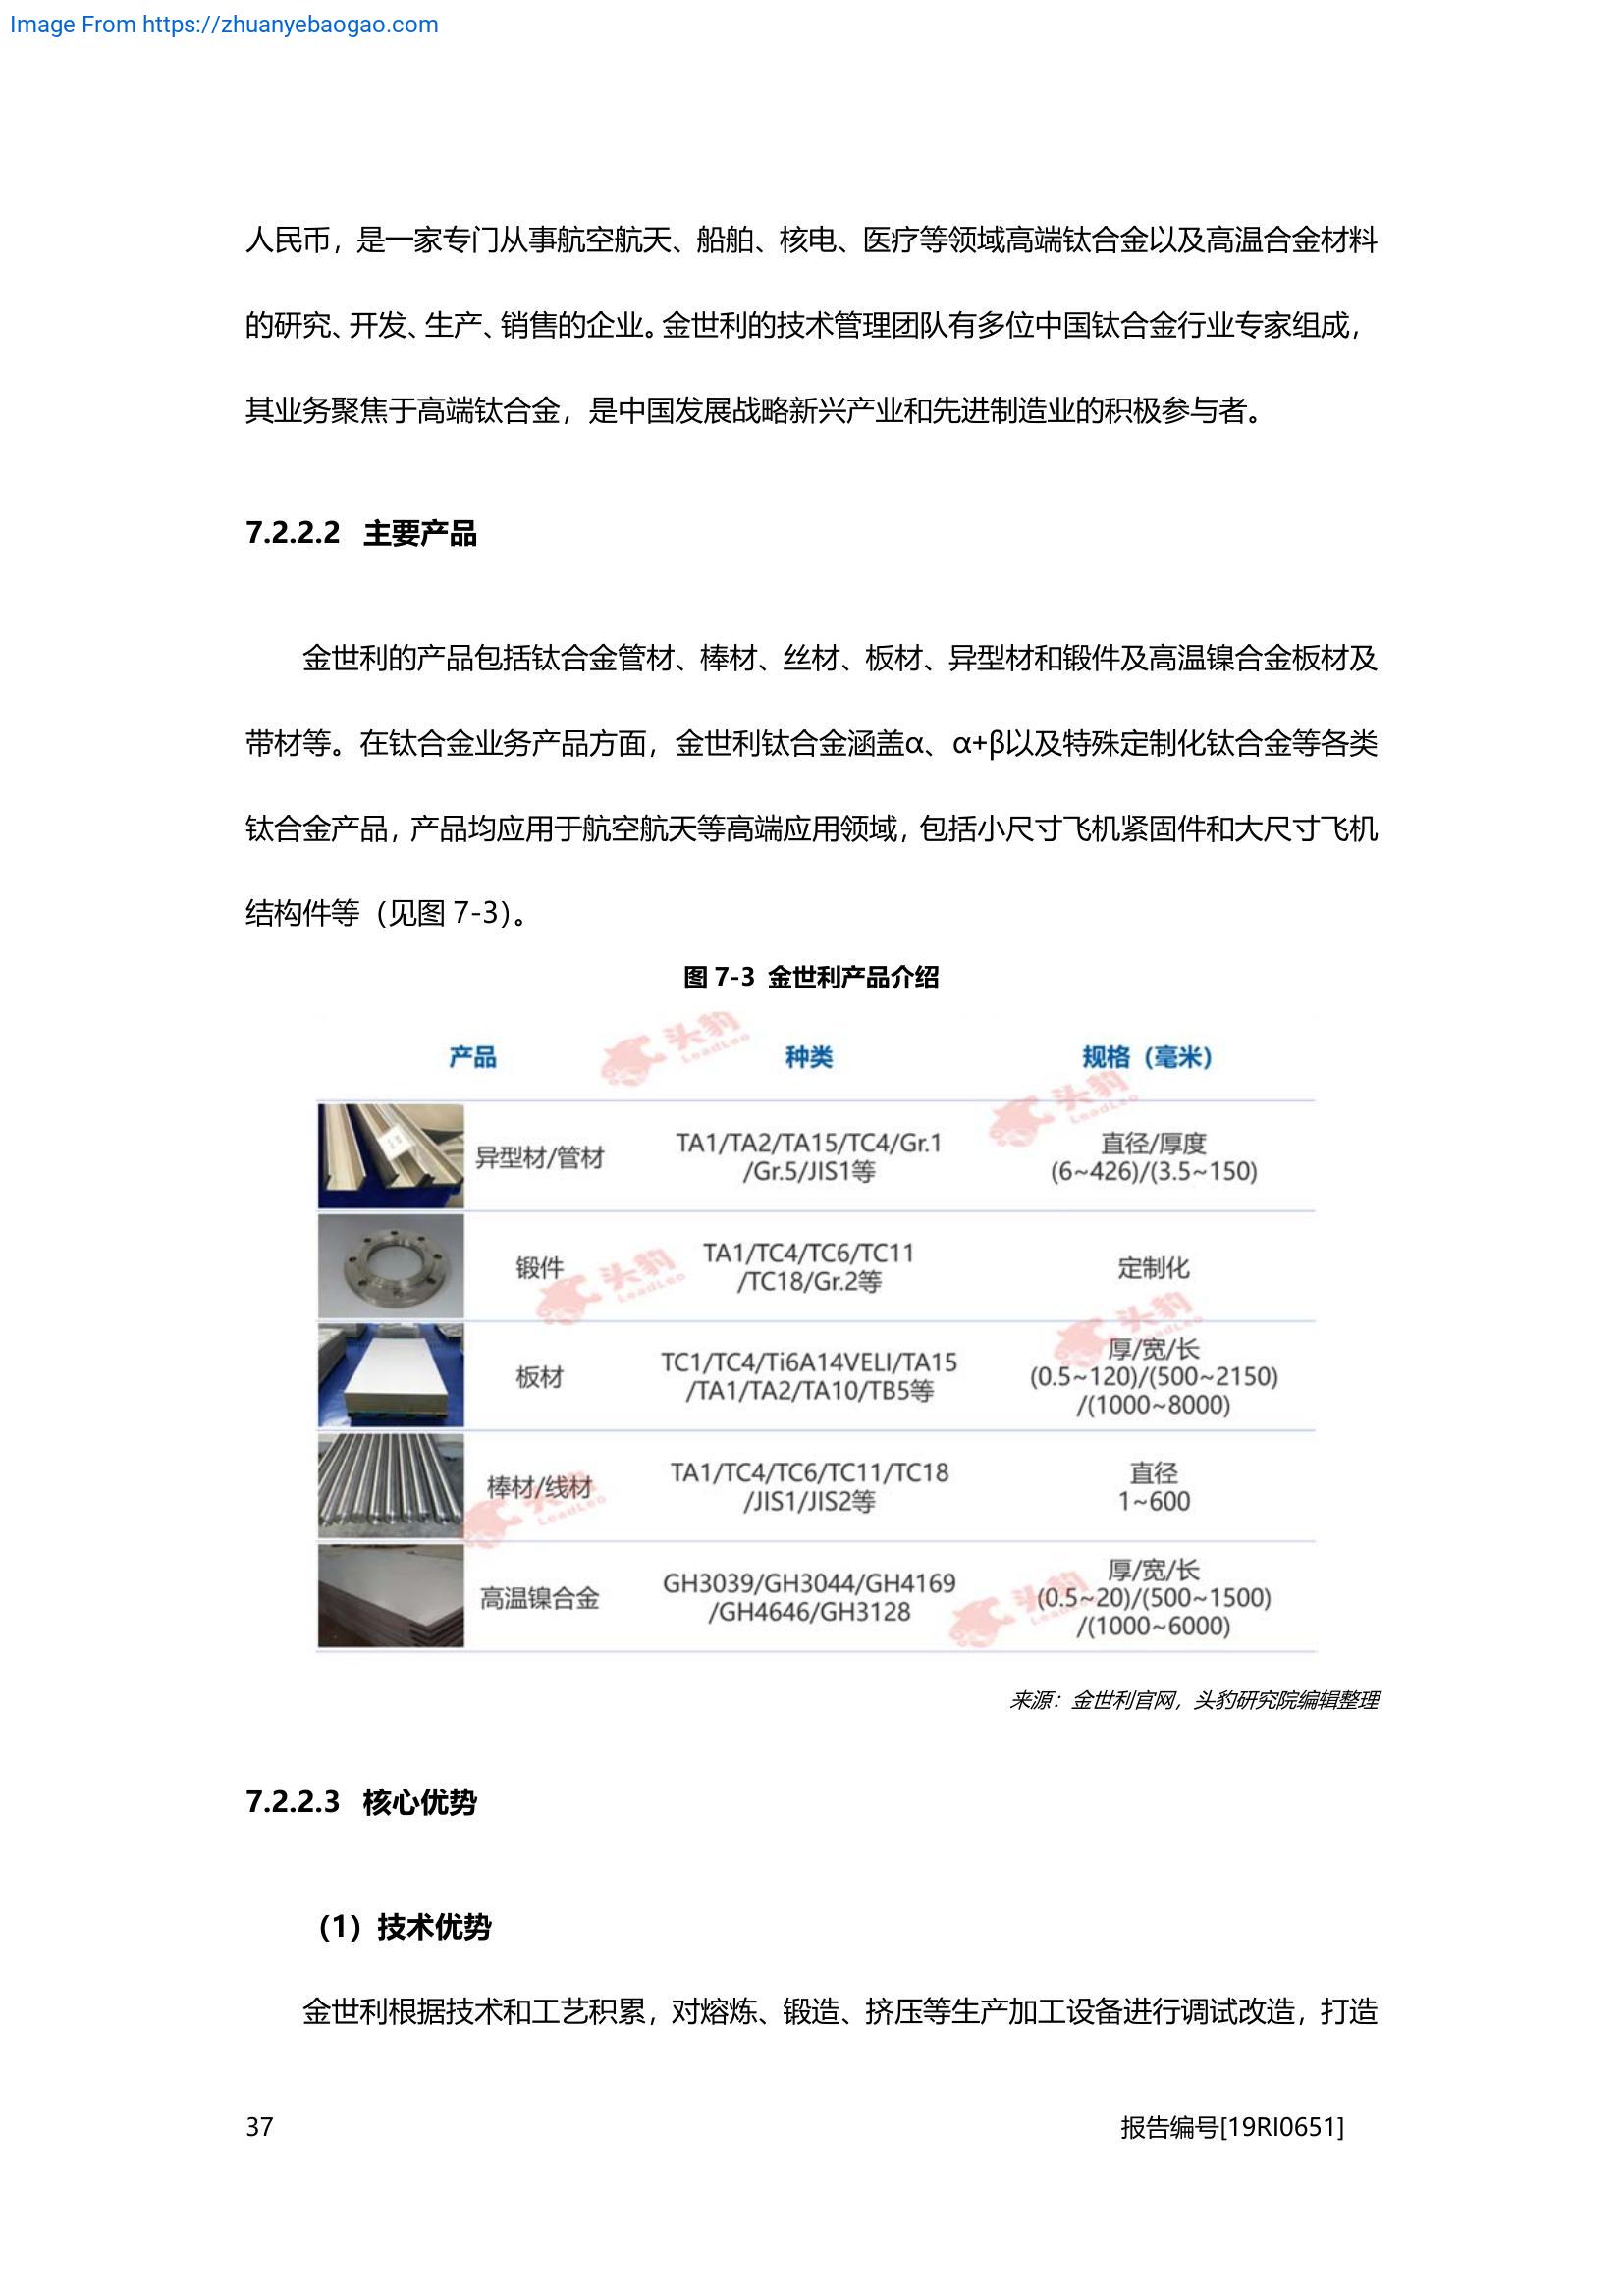 Image From https://zhuanyebaogao.com
人民币，是一家专门从事航空航天、船舶、核电、医疗等领域高端钛合金以及高温合金材料
的研究、开发、生产、销售的企业。金世利的技术管理团队有多位中国钛合金行业专家组成，
其业务聚焦于高端钛合金，是中国发展战略新兴产业和先进制造业的积极参与者。
7.2.2.2 主要产品
金世利的产品包括钛合金管材、棒材、丝材、板材、异型材和锻件及高温镍合金板材及
带材等。在钛合金业务产品方面，金世利钛合金涵盖α、α+β以及特殊定制化钛合金等各类
钛合金产品，产品均应用于航空航天等高端应用领域，包括小尺寸飞机紧固件和大尺寸飞机
结构件等（见图 7-3）。
图 7-3 金世利产品介绍
头豹
LeadLeo
产品 种类 规格（毫米）
头豹
LeadLeo
异型材/管材
TA1/TA2/TA15/TC4/Gr.1
/Gr.5/JIS1等
直径/厚度
(6~426)/(3.5~150)
锻件
TA1/TC4/TC6/TC11
/TC18/Gr.2等
定制化
头豹
LeadLeo
头豹
LeadLeo
板材
TC1/TC4/Ti6A14VELI/TA15
/TA1/TA2/TA10/TB5等
厚/宽/长
(0.5~120)/(500~2150)
/(1000~8000)
棒材/线材
TA1/TC4/TC6/TC11/TC18
/JIS1/JIS2等
直径
1~600
头豹
LeadLeo
高温镍合金
GH3039/GH3044/GH4169
/GH4646/GH3128
厚/宽/长
(0.5~20)/(500~1500)
/(1000~6000)
头豹
LeadLeo
来源：金世利官网，头豹研究院编辑整理
7.2.2.3 核心优势
（1）技术优势
金世利根据技术和工艺积累，对熔炼、锻造、挤压等生产加工设备进行调试改造，打造
37 报告编号[19RI0651]